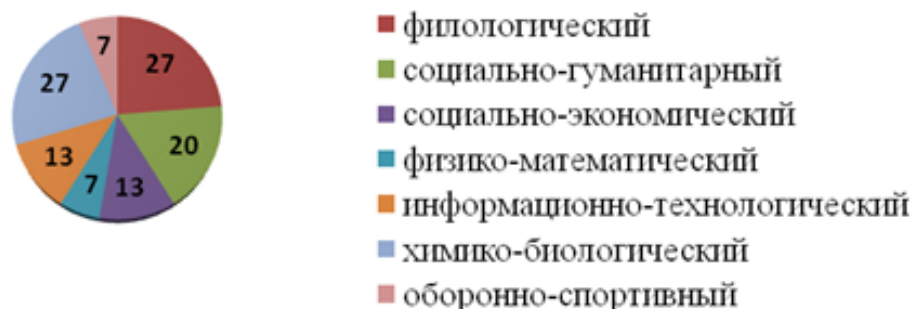 7
27
филологический
социально-гуманитарный
27
социально-экономический
20
13
физико-математический
7
13
информационно-технологический
химико-биологический
оборонно-спортивный